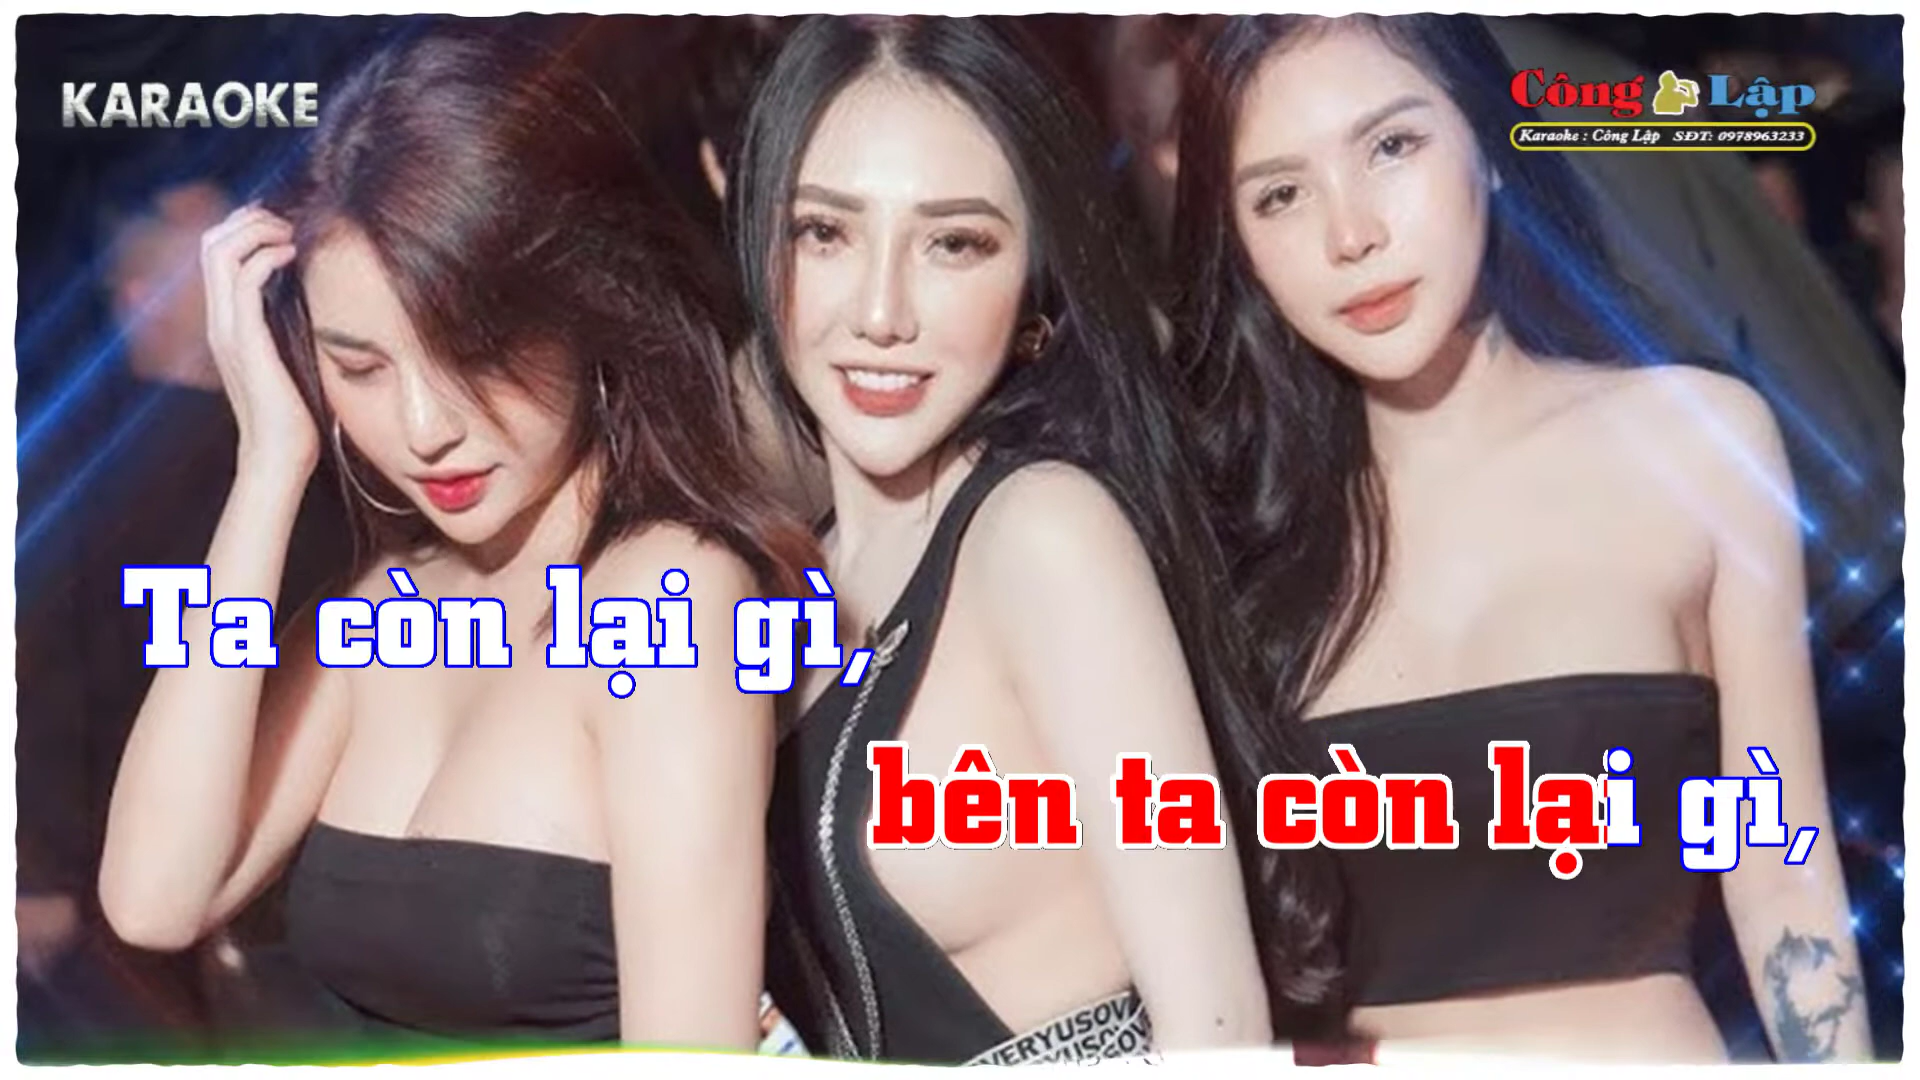 KARAOKE
Công Lập
Karaoke : Công Lập SĐT: 0978963233
Ta còn lại gì,
bên ta còn lại gì,